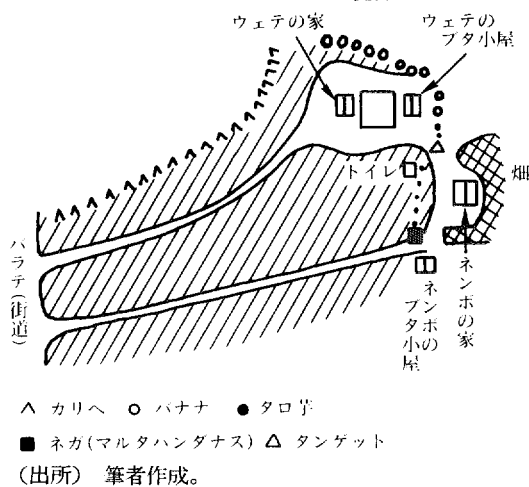 ウェテの家
ウェテの
ブタ小屋
トイレ
畑
バラテ(街道)
ネンボの
ブタ小屋
ネンボの家
∧ カリヘ ○ バナナ ● タロ芋
■ ネガ(マルタハンダナス) △ タンゲット
(出所) 筆者作成。